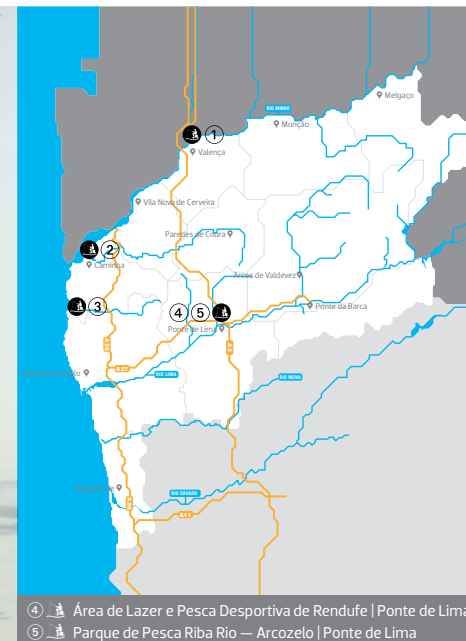 RIO MINHO
Melgaço
Monção
①
Valença
Vila Nova de Cerveira
Paredes de Coura
②
Caminha
Arcos de Valdevez
③
④ ⑤
Ponte da Barca
Ponte de Lima
A27
RIO LIMA
RIO NEIVA
RIO CÁVADO
A11
④ Área de Lazer e Pesca Desportiva de Rendufe | Ponte de Lima
⑤ Parque de Pesca Riba Rio — Arcozelo | Ponte de Lima